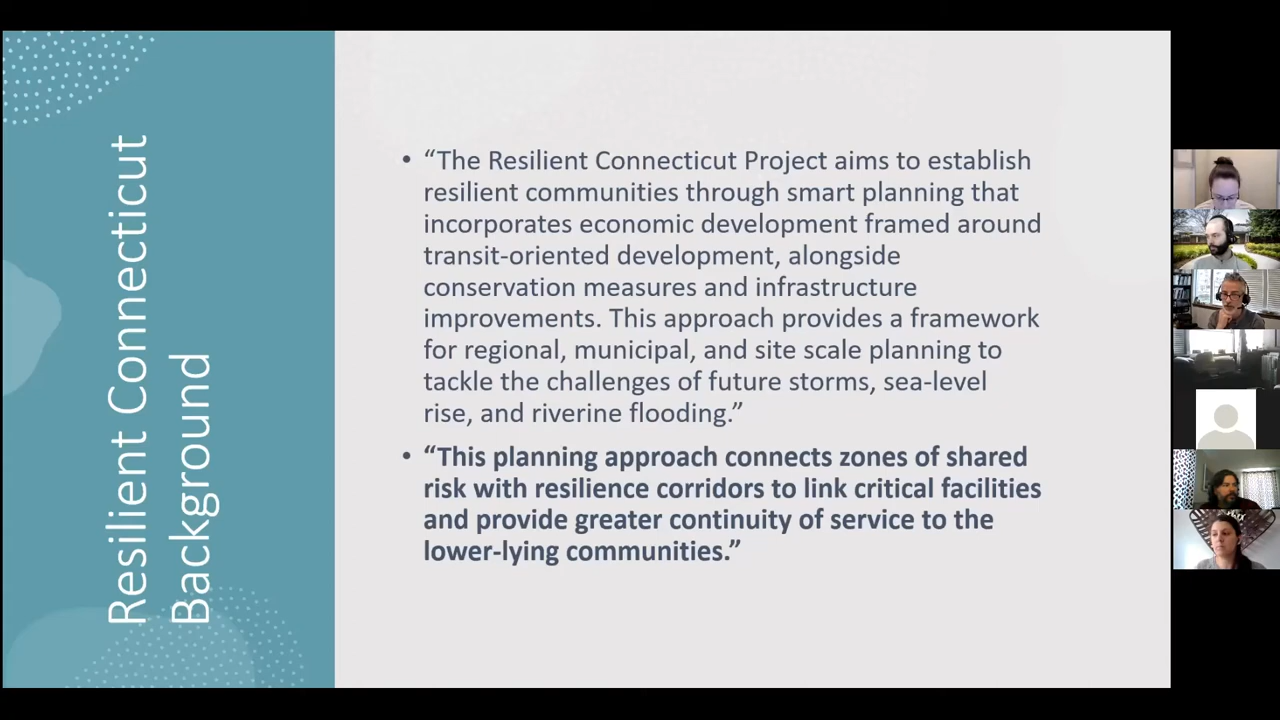 Resilient Connecticut
Background
• “The Resilient Connecticut Project aims to establish
resilient communities through smart planning that
incorporates economic development framed around
transit-oriented development, alongside
conservation measures and infrastructure
improvements. This approach provides a framework
for regional, municipal, and site scale planning to
tackle the challenges of future storms, sea-level
rise, and riverine flooding.”
• “This planning approach connects zones of shared
risk with resilience corridors to link critical facilities
and provide greater continuity of service to the
lower-lying communities.”